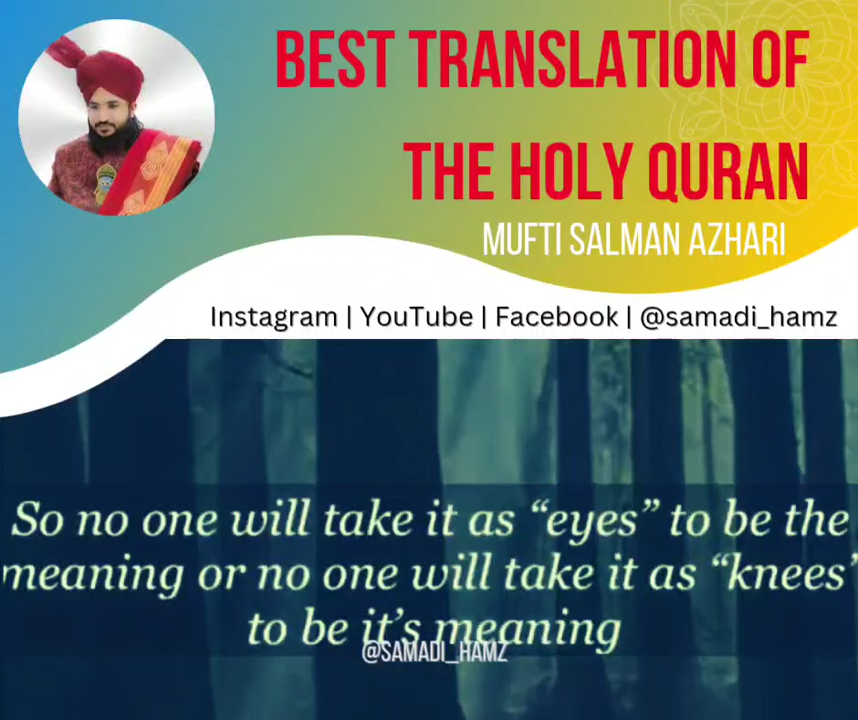 BEST TRANSLATION OF
THE HOLY QURAN
MUFTI SALMAN AZHARI
Instagram | YouTube | Facebook | @samadi_hamz
So no one will take it as “eyes” to be the
meaning or no one will take it as “knees”
to be it’s meaning
@SAMADI_HAMZ